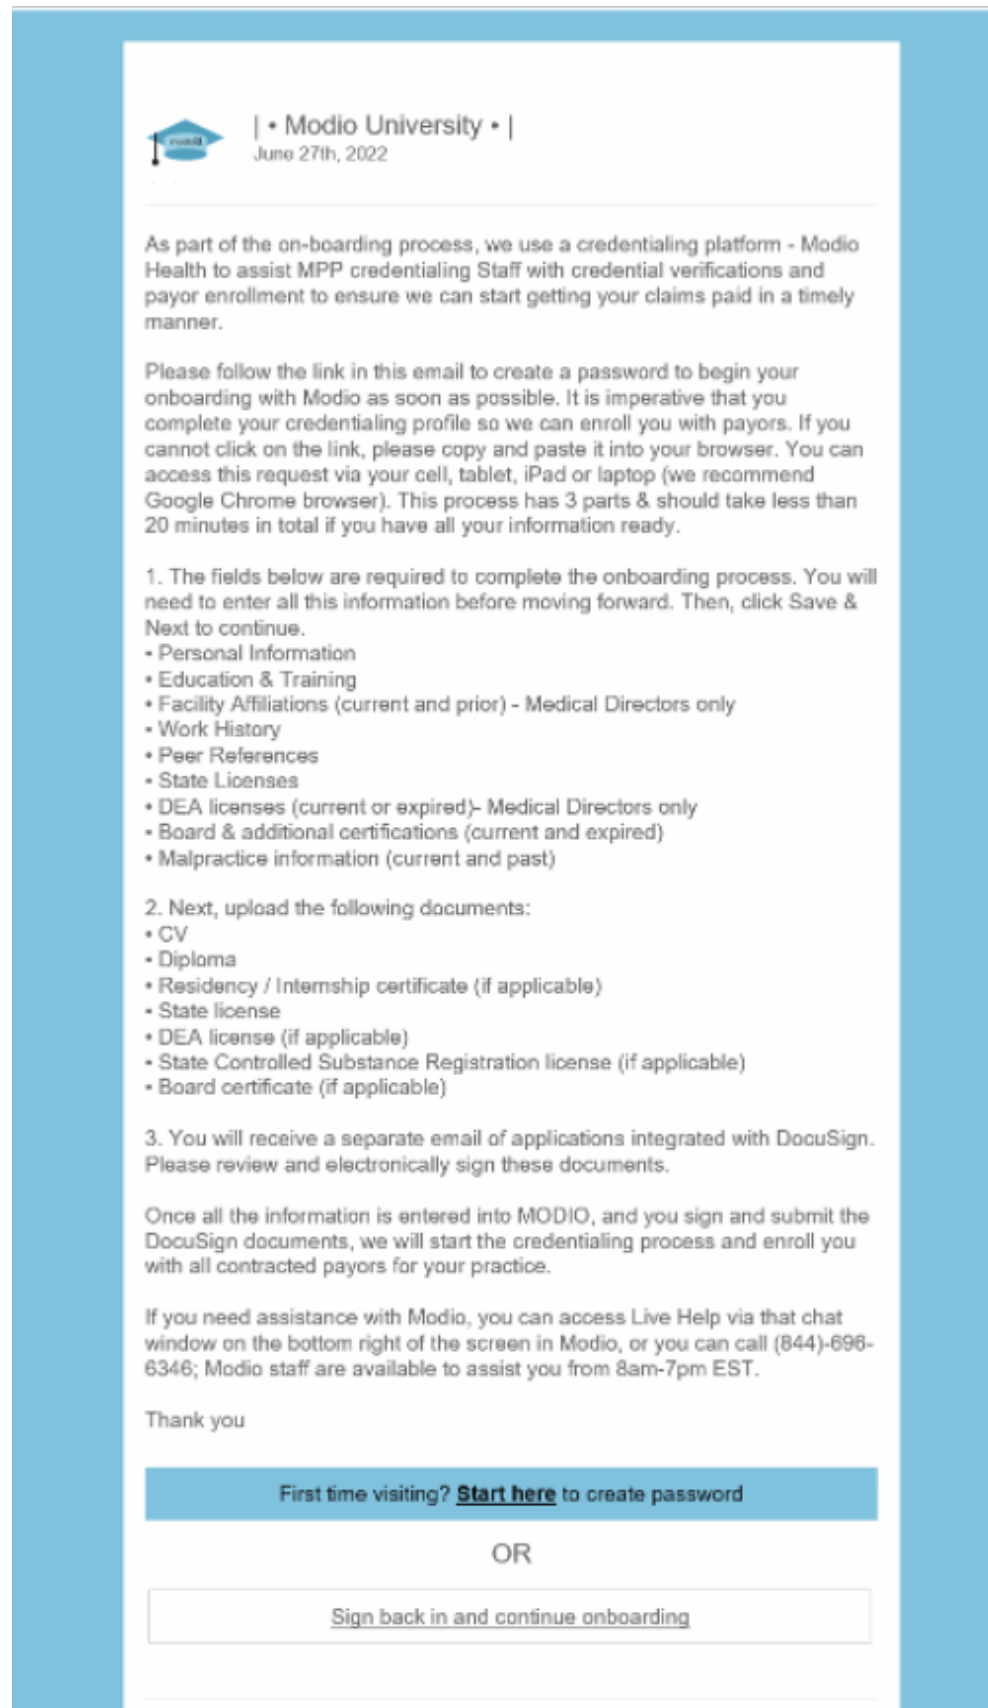 | • Modio University • |
June 27th, 2022
As part of the on-boarding process, we use a credentialing platform - Modio
Health to assist MPP credentialing Staff with credential verifications and
payor enrollment to ensure we can start getting your claims paid in a timely
manner.
Please follow the link in this email to create a password to begin your
onboarding with Modio as soon as possible. It is imperative that you
complete your credentialing profile so we can enroll you with payors. If you
cannot click on the link, please copy and paste it into your browser. You can
access this request via your cell, tablet, iPad or laptop (we recommend
Google Chrome browser). This process has 3 parts & should take less than
20 minutes in total if you have all your information ready.
1. The fields below are required to complete the onboarding process. You will
need to enter all this information before moving forward. Then, click Save &
Next to continue.
• Personal Information
• Education & Training
• Facility Affiliations (current and prior) - Medical Directors only
• Work History
• Peer References
• State Licenses
• DEA licenses (current or expired)- Medical Directors only
• Board & additional certifications (current and expired)
• Malpractice information (current and past)
2. Next, upload the following documents:
• CV
• Diploma
• Residency / Internship certificate (if applicable)
• State license
• DEA license (if applicable)
• State Controlled Substance Registration license (if applicable)
• Board certificate (if applicable)
3. You will receive a separate email of applications integrated with DocuSign.
Please review and electronically sign these documents.
Once all the information is entered into MODIO, and you sign and submit the
DocuSign documents, we will start the credentialing process and enroll you
with all contracted payors for your practice.
If you need assistance with Modio, you can access Live Help via that chat
window on the bottom right of the screen in Modio, or you can call (844)-696-
6346; Modio staff are available to assist you from 8am-7pm EST.
Thank you
First time visiting? Start here to create password
OR
Sign back in and continue onboarding